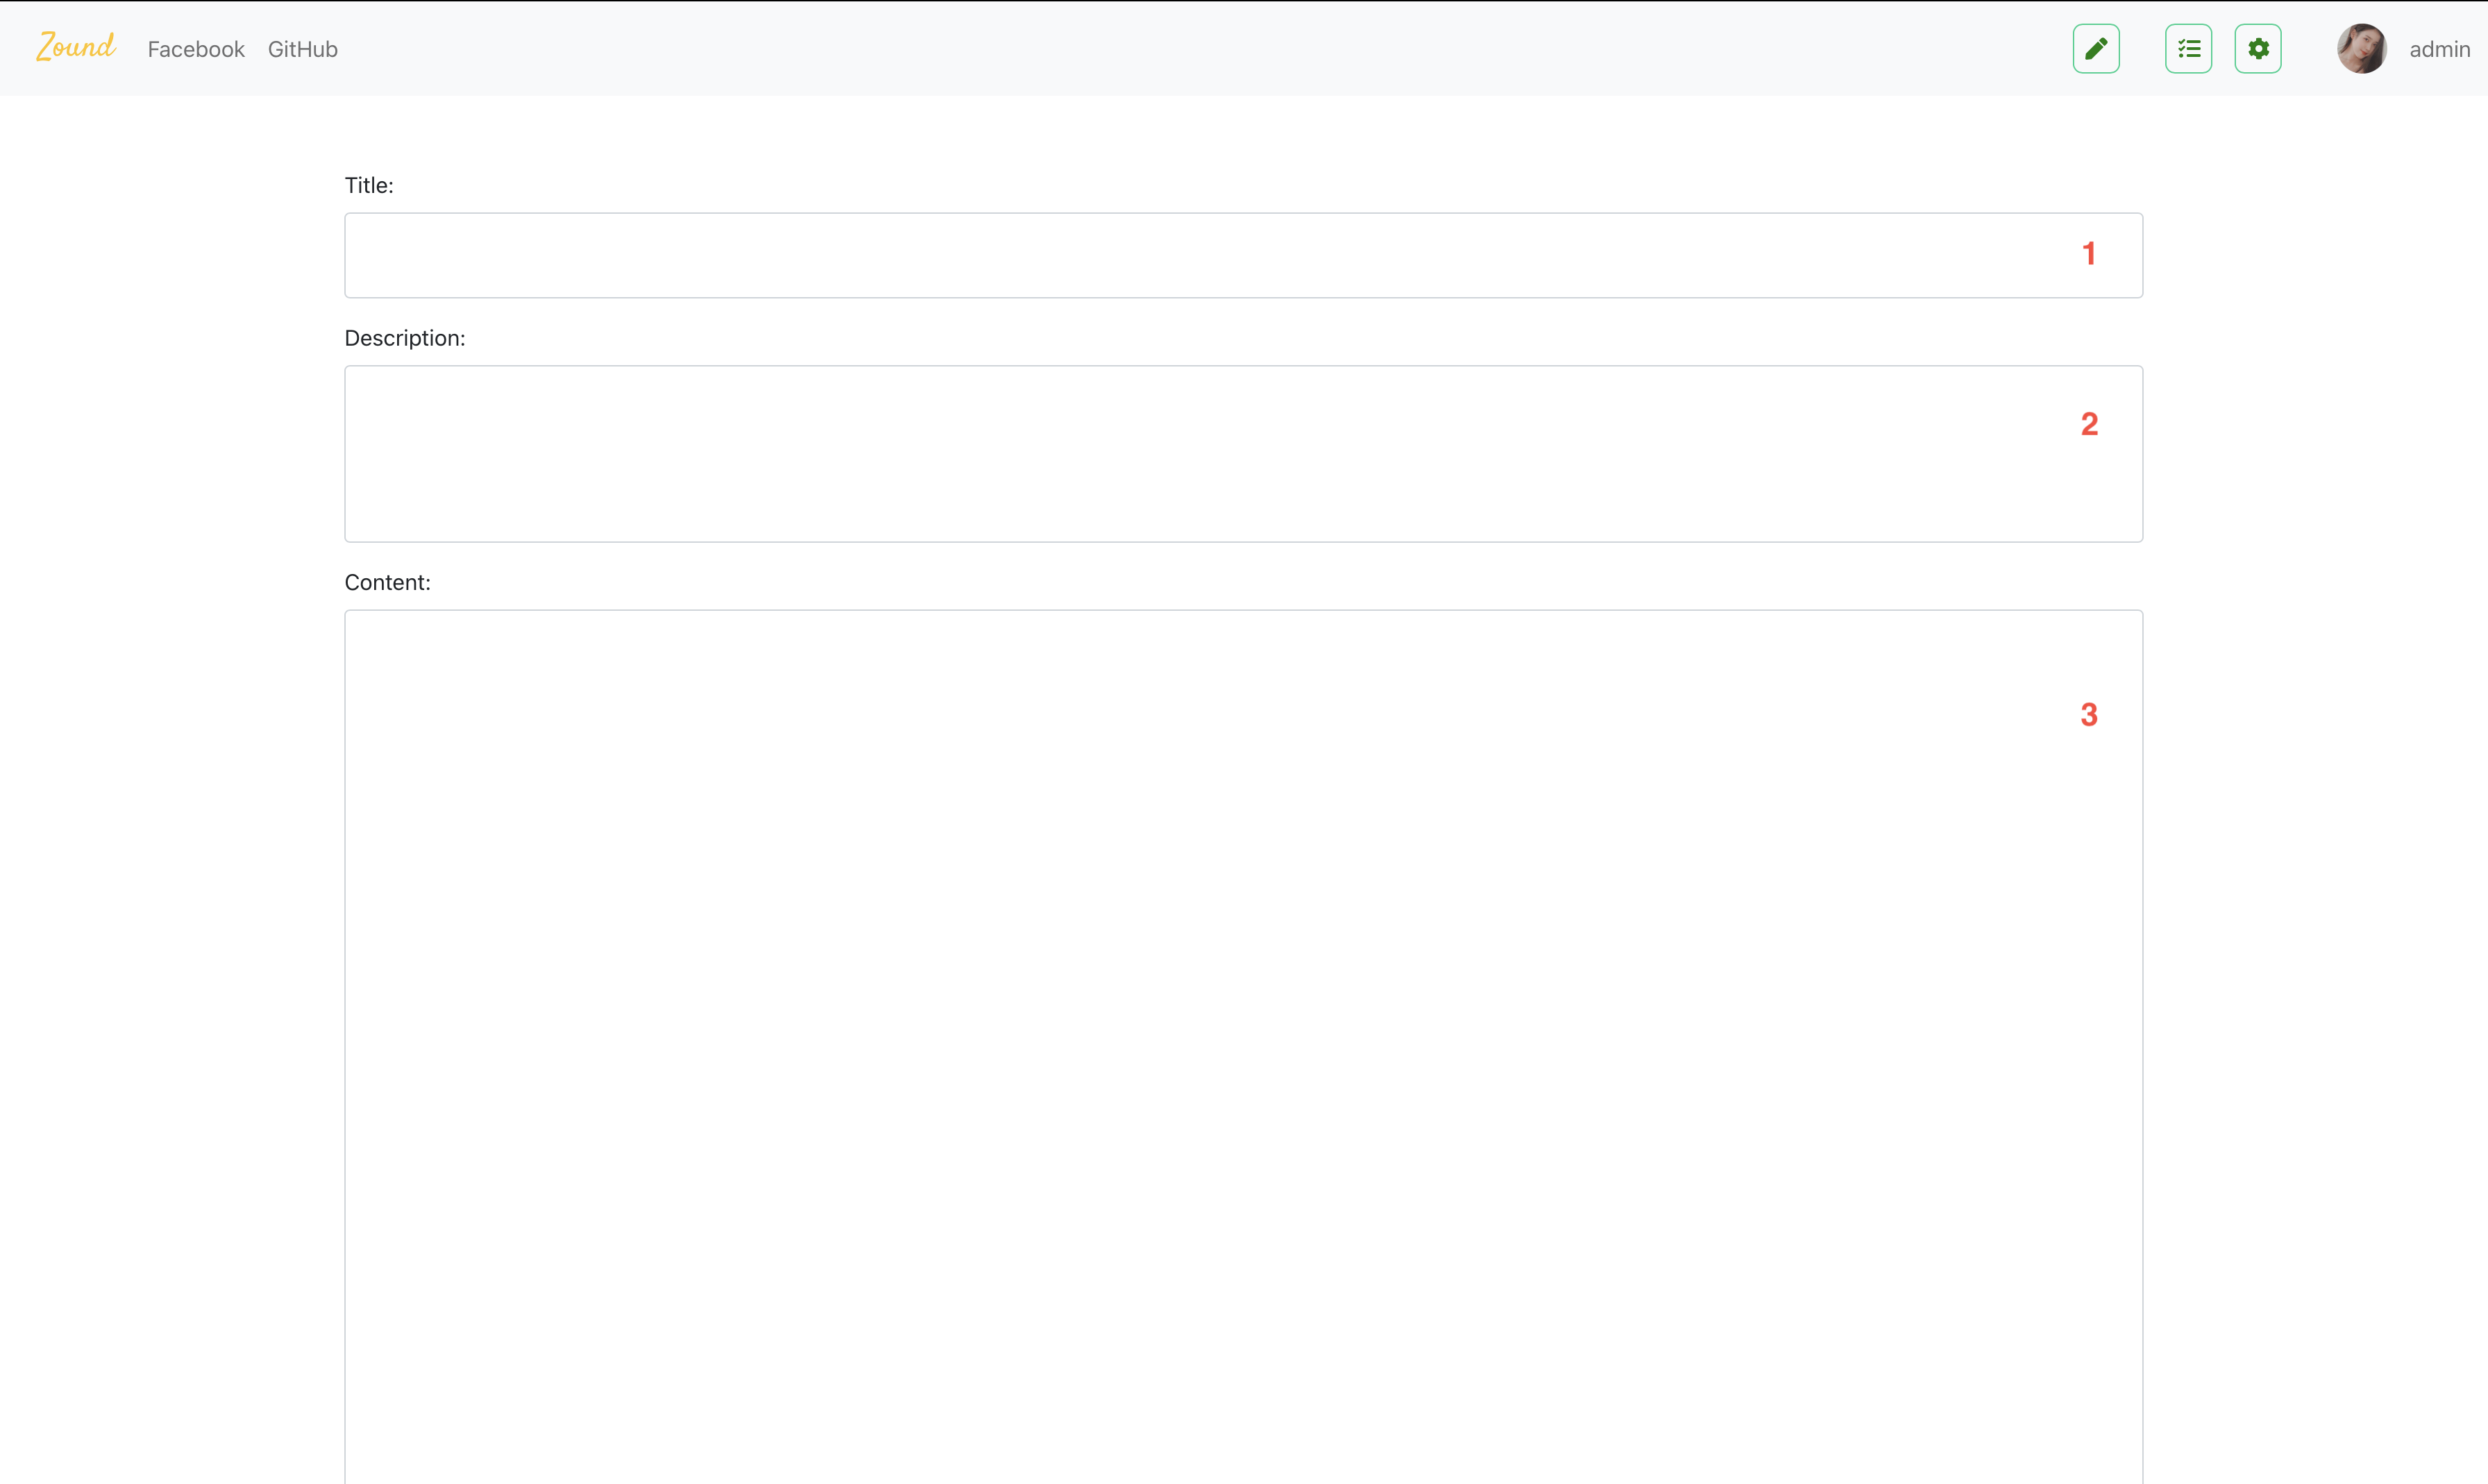 Zound Facebook GitHub admin
Title:
1
Description:
2
Content:
3